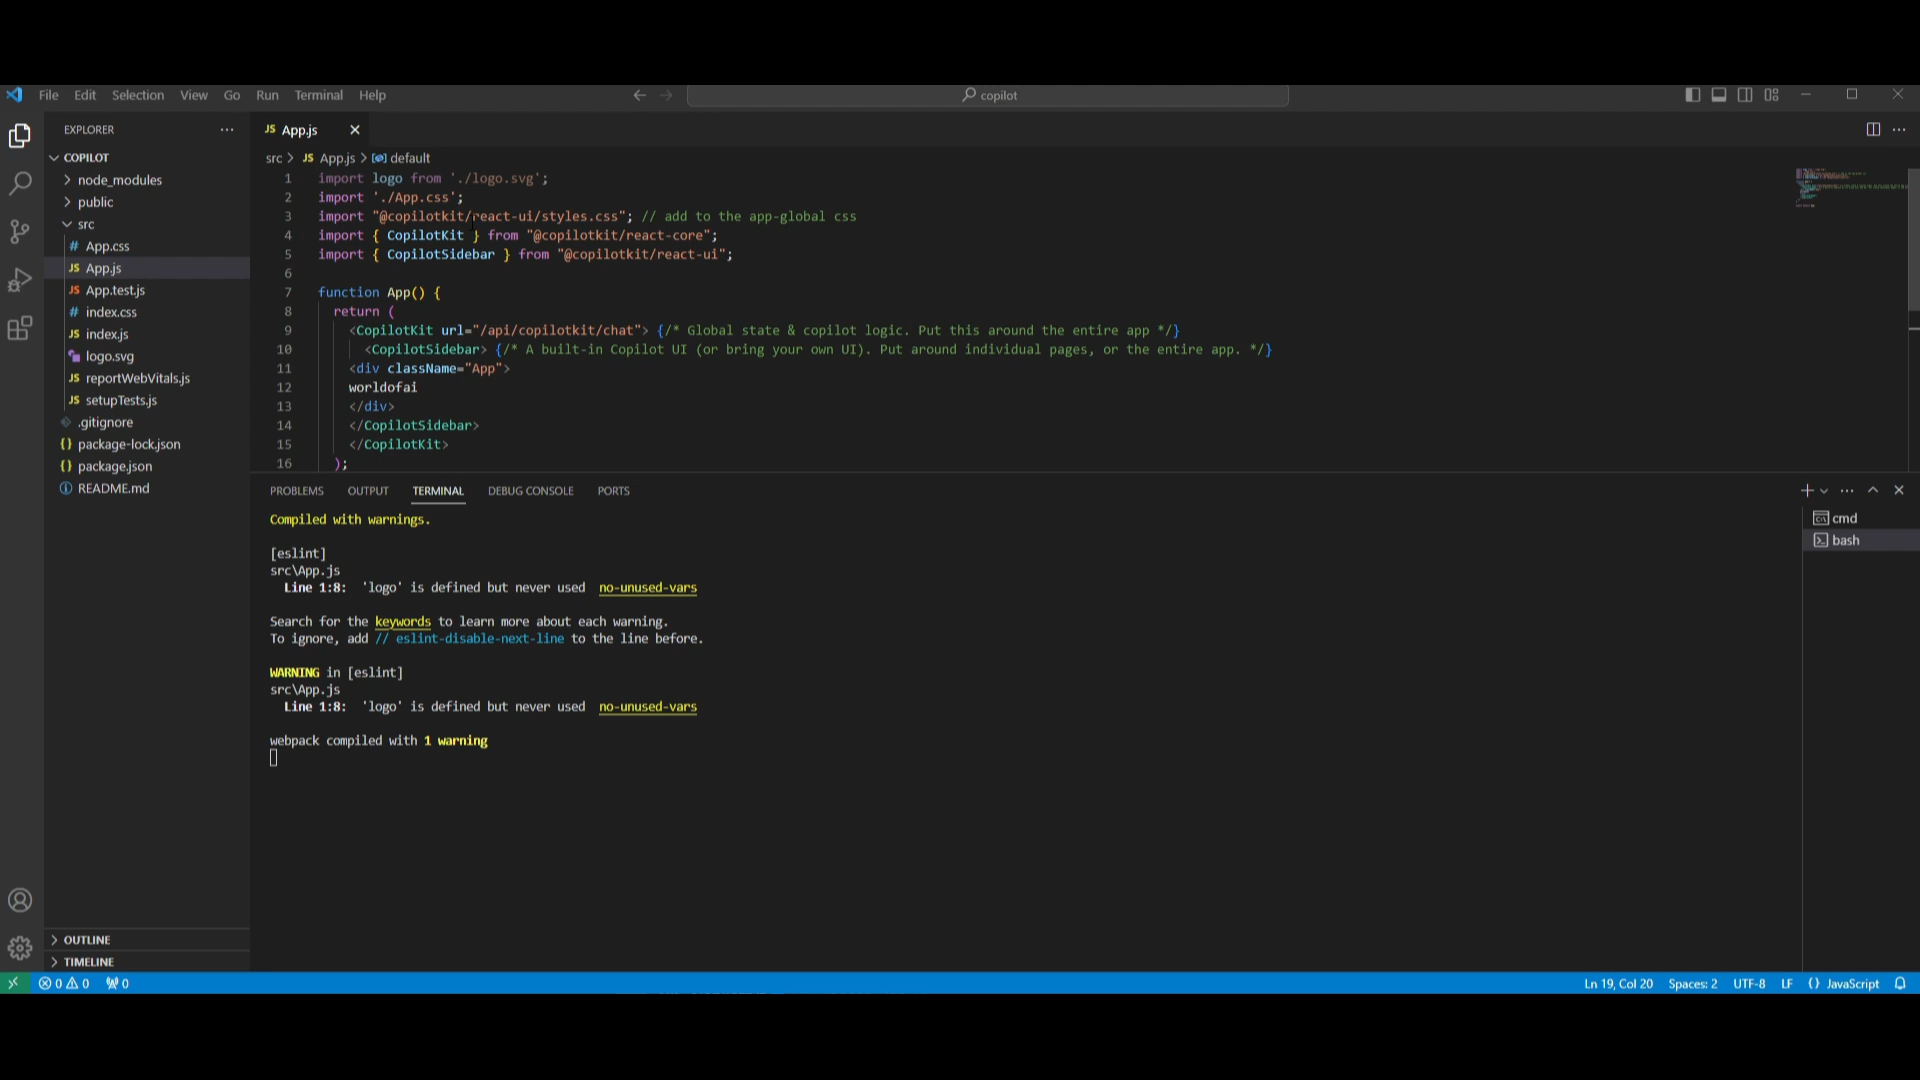 File Edit Selection View Go Run Terminal Help
copilot
EXPLORER
COPILOT
node_modules
public
src
# App.css
JS App.js
JS App.test.js
# index.css
JS index.js
logo.svg
JS reportWebVitals.js
JS setupTests.js
.gitignore
{} package-lock.json
{} package.json
README.md
OUTLINE
TIMELINE
JS App.js
src > JS App.js > default
1 import logo from './logo.svg';
2 import './App.css';
3 import "@copilotkit/react-ui/styles.css"; // add to the app-global css
4 import { CopilotKit } from "@copilotkit/react-core";
5 import { CopilotSidebar } from "@copilotkit/react-ui";
6
7 function App() {
8 return (
9 <CopilotKit url="/api/copilotkit/chat"> {/* Global state & copilot logic. Put this around the entire app */}
10 <CopilotSidebar> {/* A built-in Copilot UI (or bring your own UI). Put around individual pages, or the entire app. */}
11 <div className="App">
12 worldofai
13 </div>
14 </CopilotSidebar>
15 </CopilotKit>
16 );
PROBLEMS OUTPUT TERMINAL DEBUG CONSOLE PORTS
Compiled with warnings.
[eslint]
src\App.js
Line 1:8: 'logo' is defined but never used no-unused-vars
Search for the keywords to learn more about each warning.
To ignore, add // eslint-disable-next-line to the line before.
WARNING in [eslint]
src\App.js
Line 1:8: 'logo' is defined but never used no-unused-vars
webpack compiled with 1 warning
cmd
bash
0 0 0
Ln 19, Col 20 Spaces: 2 UTF-8 LF {} JavaScript